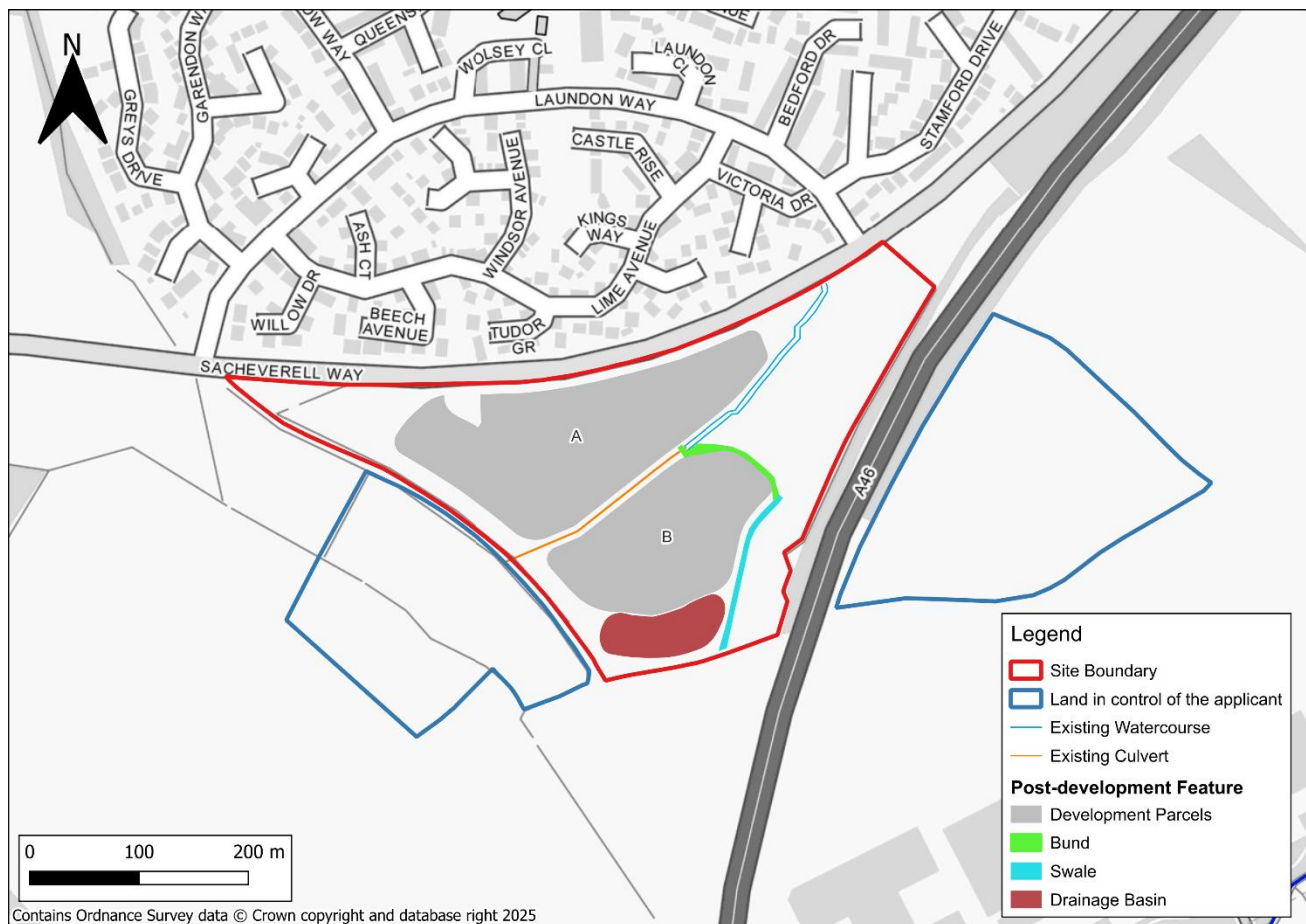 N
GREYS DRIVE
GARENDON WA
OW WAY
QUEENS
WOLSEY CL
LAUNDON CL
BEDFORD DR
STAMFORD DRIVE
LAUNDON WAY
CASTLE RISE
VICTORIA DR
WINDSOR AVENUE
KINGS WAY
ASH CT
LIME AVENUE
WILLOW DR
BEECH AVENUE
TUDOR GR
SACHEVERELL WAY
A
B
A46
Legend
Site Boundary
Land in control of the applicant
Existing Watercourse
Existing Culvert
Post-development Feature
Development Parcels
Bund
Swale
Drainage Basin
0 100 200 m
Contains Ordnance Survey data © Crown copyright and database right 2025